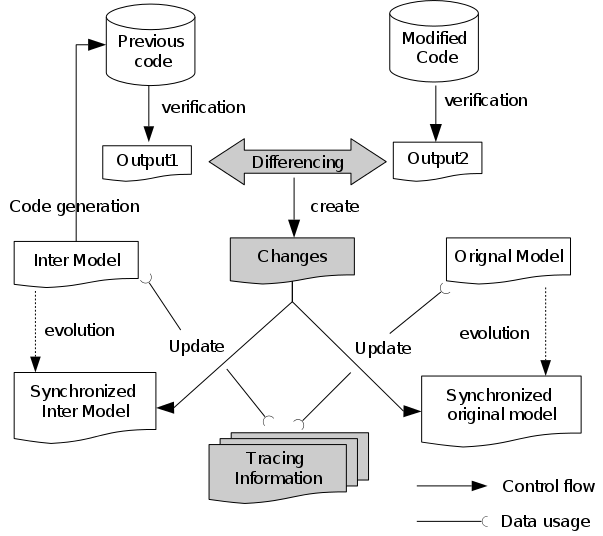 Previous
code
Modified
Code
verification
verification
Output1
Differencing
Output2
Code generation
create
Inter Model
Changes
Orignal Model
evolution
Update
Update
evolution
Synchronized
Inter Model
Synchronized
original model
Tracing
Information
Control flow
Data usage